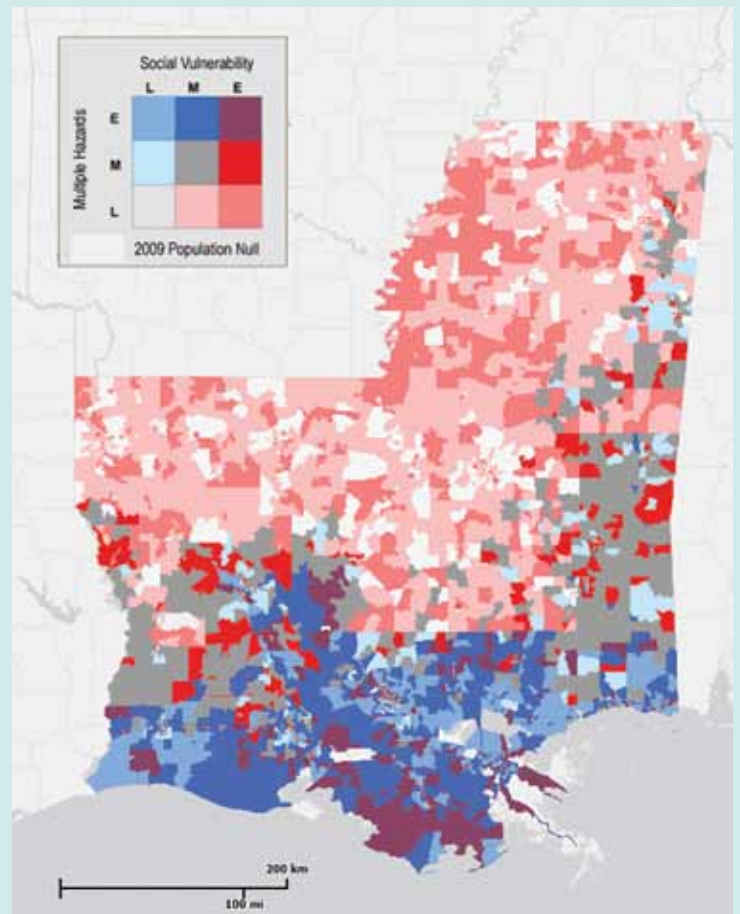 Social Vulnerability
L M E
Multiple Hazards
E
M
L
2009 Population Null
200 km
100 mi